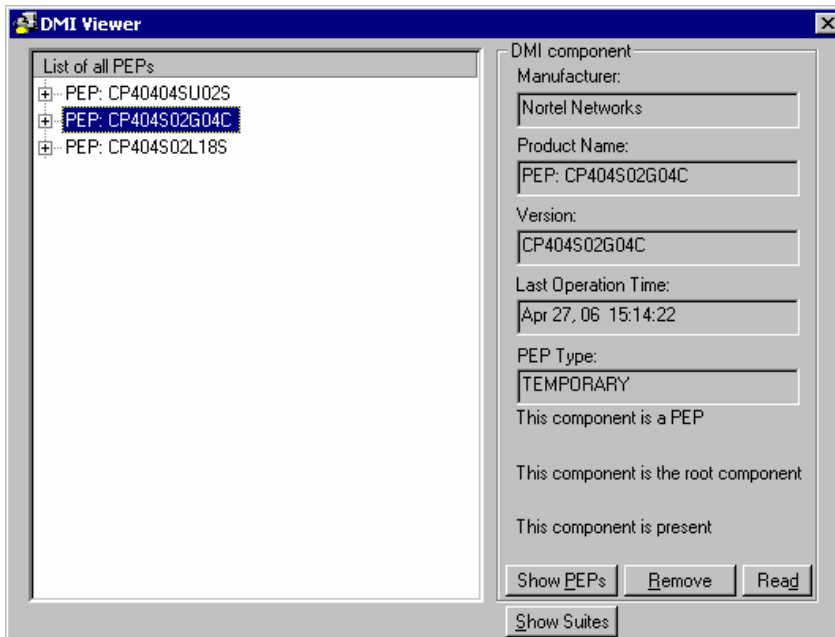 DMI Viewer
List of all PEPs
PEP: CP40404SU02S
PEP: CP404S02G04C
PEP: CP404S02L18S
DMI component
Manufacturer:
Nortel Networks
Product Name:
PEP: CP404S02G04C
Version:
CP404S02G04C
Last Operation Time:
Apr 27, 06 15:14:22
PEP Type:
TEMPORARY
This component is a PEP
This component is the root component
This component is present
Show PEPs Remove Read
Show Suites